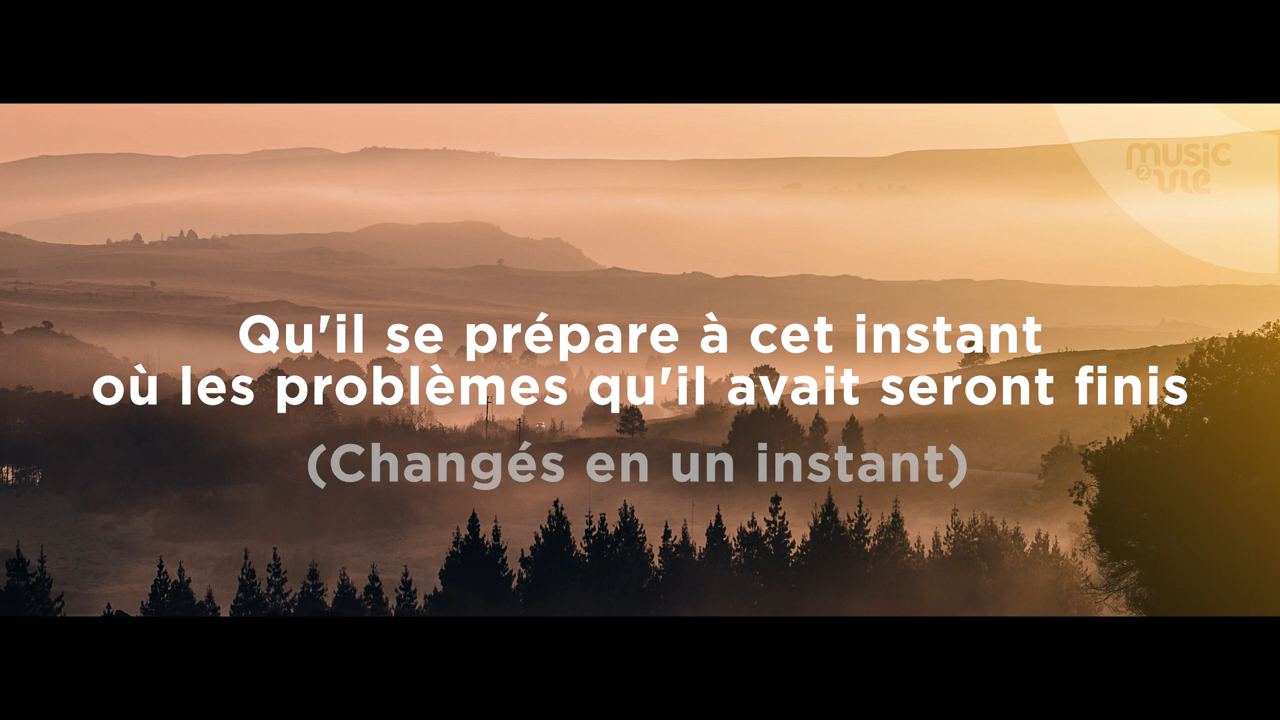 music
2 vie
Qu'il se prépare à cet instant
où les problèmes qu'il avait seront finis
(Changés en un instant)